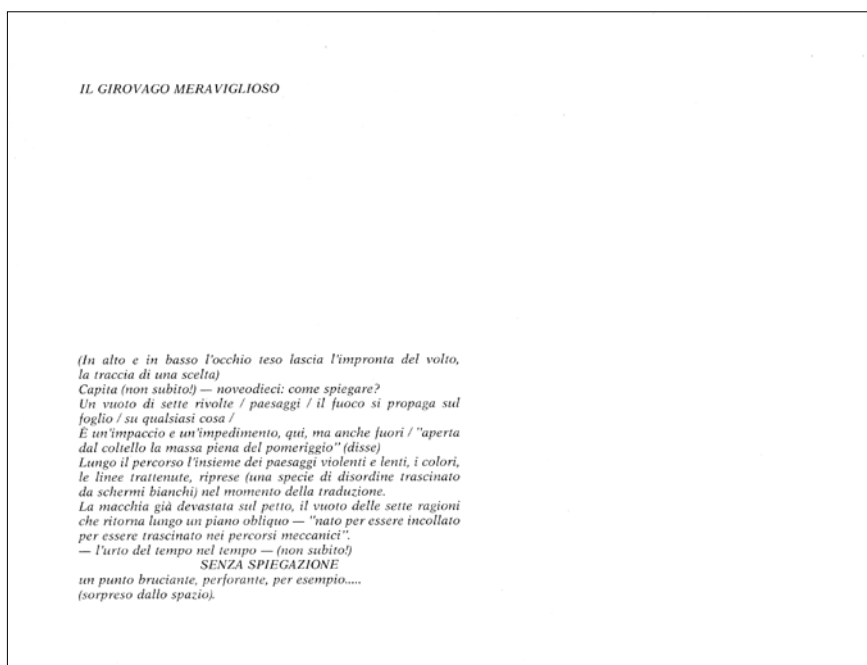 IL GIROVAGO MERAVIGLIOSO
(In alto e in basso l'occhio teso lascia l'impronta del volto,
la traccia di una scelta)
Capita (non subito!) — noveodieci: come spiegare?
Un vuoto di sette rivolte / paesaggi / il fuoco si propaga sul
foglio / su qualsiasi cosa /
È un'impaccio e un'impedimento, qui, ma anche fuori / "aperta
dal coltello la massa piena del pomeriggio" (disse)
Lungo il percorso l'insieme dei paesaggi violenti e lenti, i colori,
le linee trattenute, riprese (una specie di disordine trascinato
da schermi bianchi) nel momento della traduzione.
La macchia già devastata sul petto, il vuoto delle sette ragioni
che ritorna lungo un piano obliquo — "nato per essere incollato
per essere trascinato nei percorsi meccanici".
— l'urto del tempo nel tempo — (non subito!)
SENZA SPIEGAZIONE
un punto bruciante, perforante, per esempio.....
(sorpreso dallo spazio).